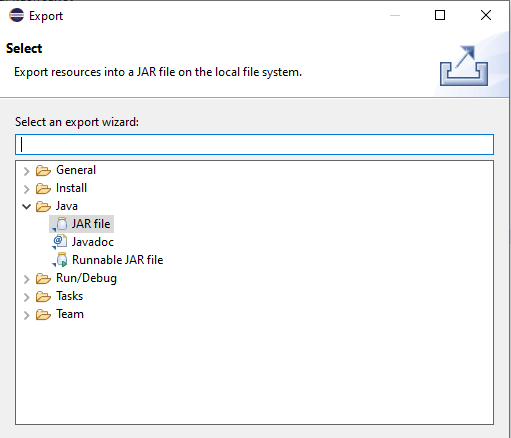 Export
Select
Export resources into a JAR file on the local file system.
Select an export wizard:
General
Install
Java
JAR file
Javadoc
Runnable JAR file
Run/Debug
Tasks
Team